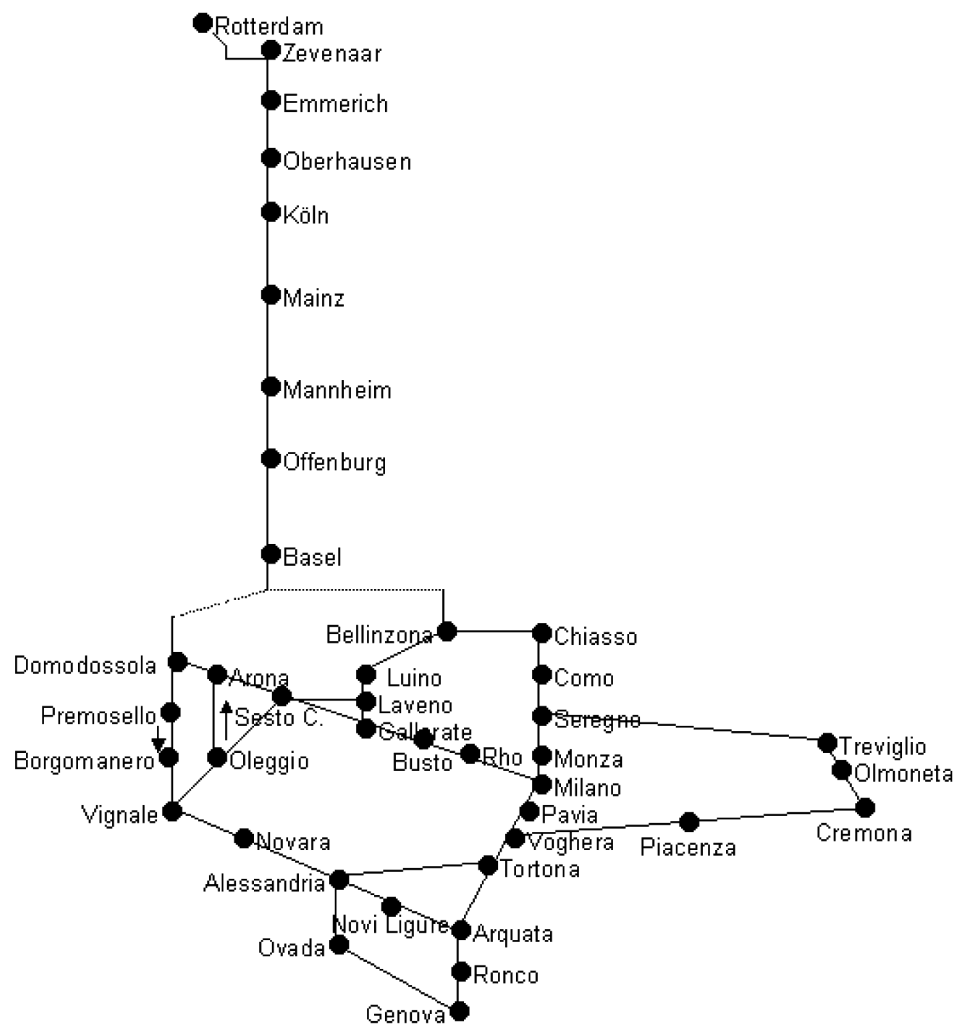 Rotterdam
Zevenaar
Emmerich
Oberhausen
Köln
Mainz
Mannheim
Offenburg
Basel
Bellinzona
Chiasso
Domodossola
Arona
Luino
Como
Premosello
Sesto C.
Laveno
Seregno
Gallarate
Treviglio
Borgomanero
Oleggio
Busto
Rho
Monza
Olmoneta
Milano
Vignale
Pavia
Novara
Voghera
Piacenza
Cremona
Alessandria
Tortona
Novi Ligure
Arquata
Ovada
Ronco
Genova